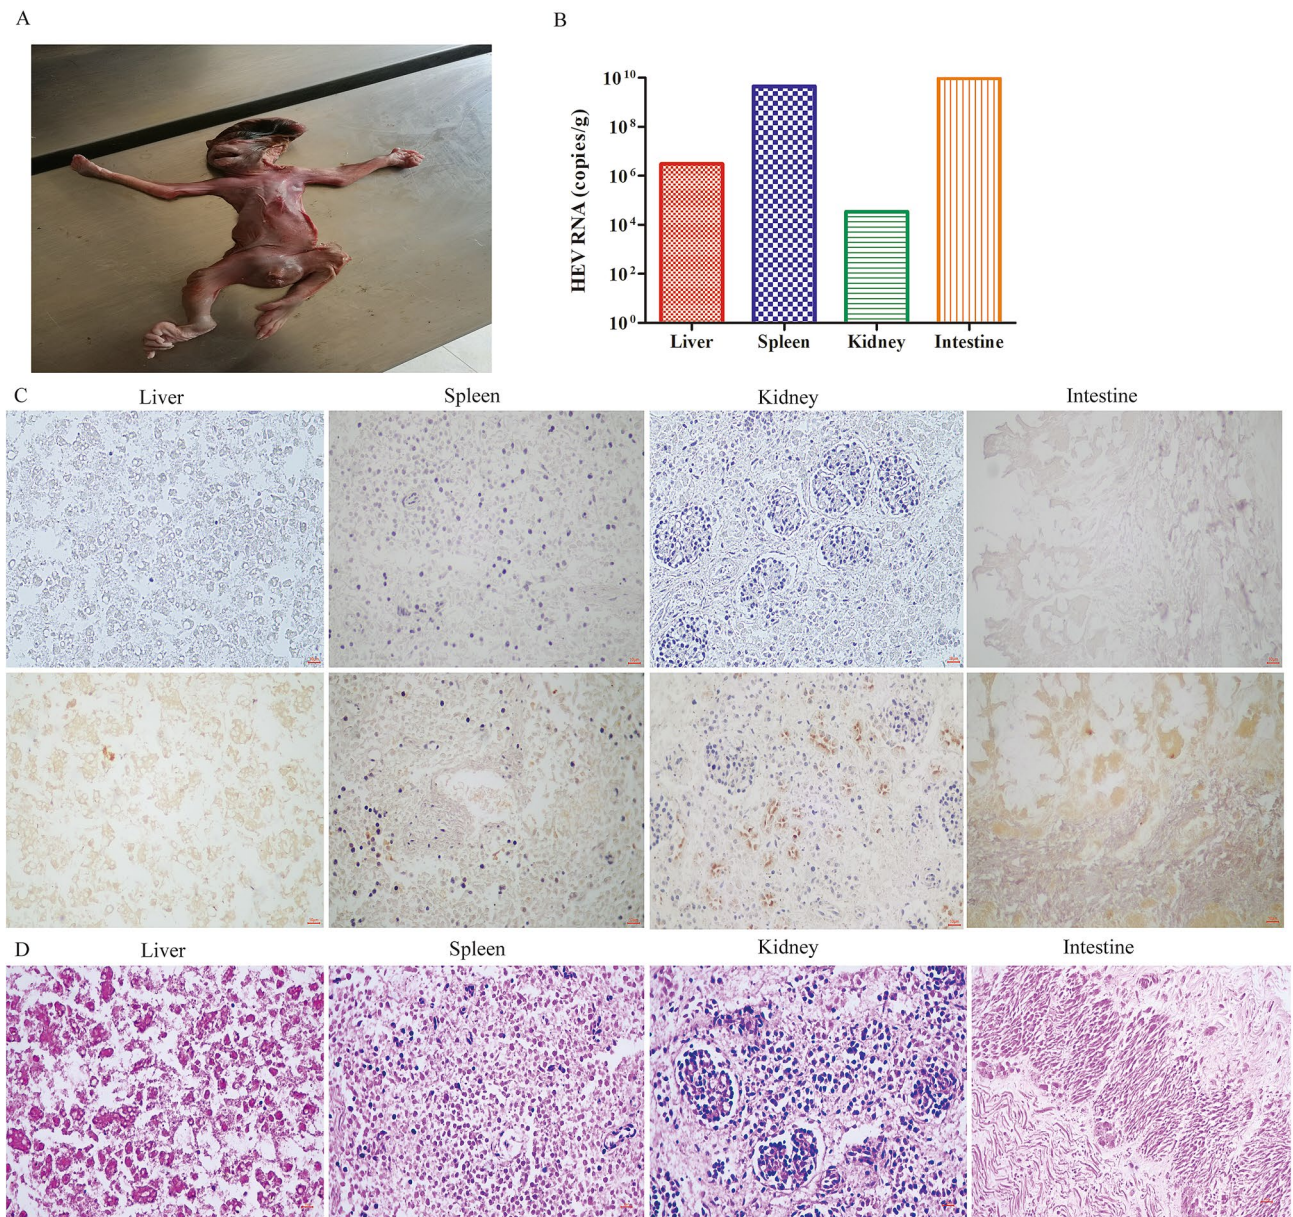 A
B
HEV RNA (copies/g)
10^10
10^8
10^6
10^4
10^2
10^0
Liver
Spleen
Kidney
Intestine
C
Liver
Spleen
Kidney
Intestine
D
Liver
Spleen
Kidney
Intestine